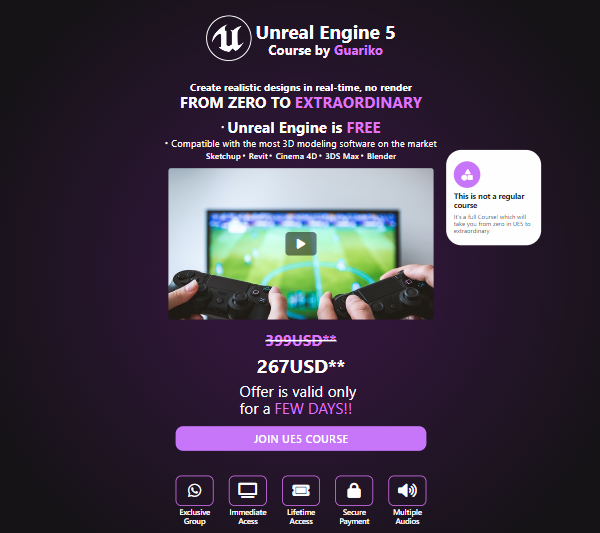 Unreal Engine 5
Course by Guariko
Create realistic designs in real-time, no render
FROM ZERO TO EXTRAORDINARY
· Unreal Engine is FREE
• Compatible with the most 3D modeling software on the market
Sketchup • Revit • Cinema 4D • 3DS Max • Blender
This is not a regular
course
It's a full Course! which will
take you from zero in UE5 to
extraordinary
399USD**
267USD**
Offer is valid only
for a FEW DAYS!!
JOIN UE5 COURSE
Exclusive
Group
Immediate
Acess
Lifetime
Access
Secure
Payment
Multiple
Audios